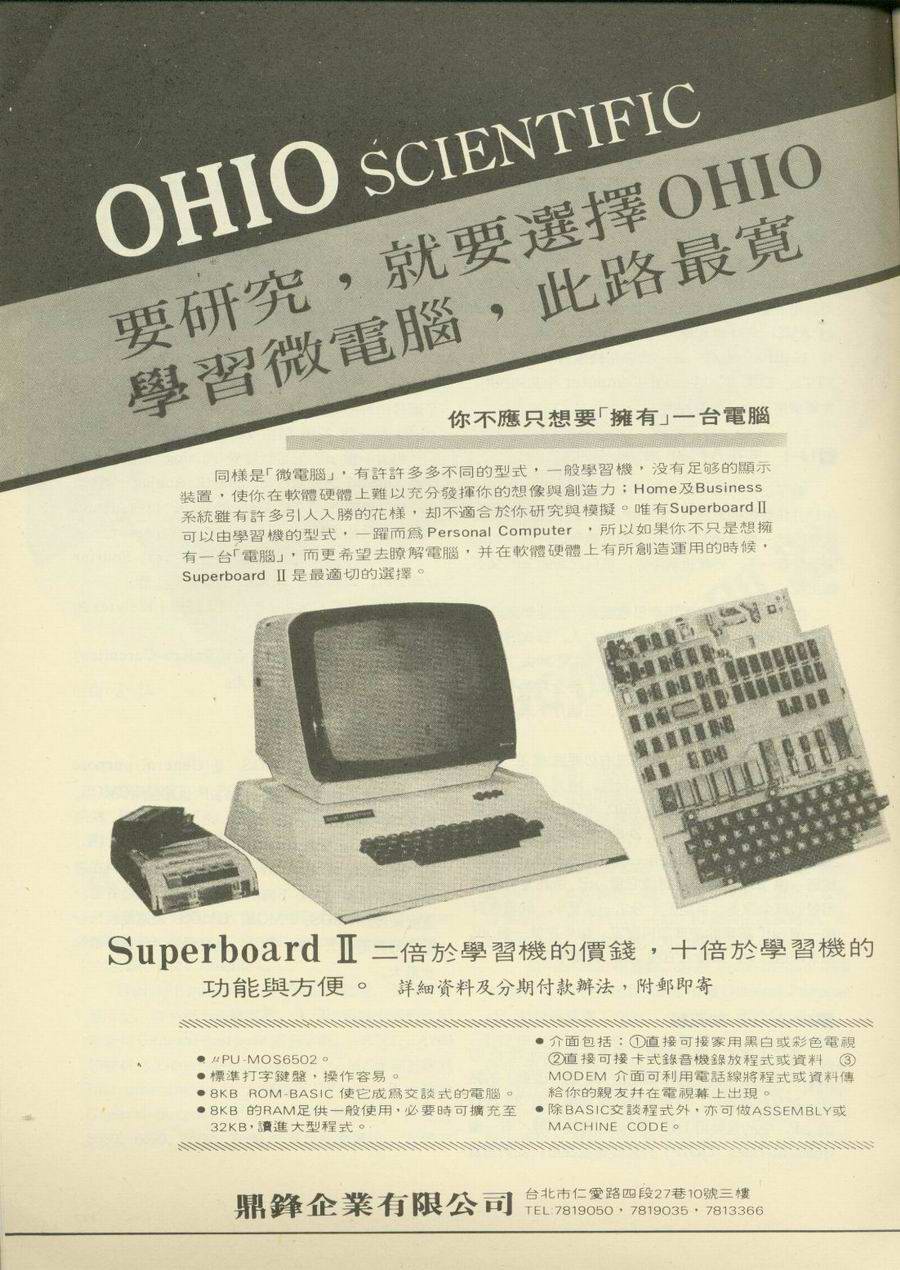 OHIO SCIENTIFIC
要研究，就要選擇OHIO
學習微電腦，此路最寬
你不應只想要「擁有」一台電腦
同樣是「微電腦」，有許許多多不同的型式，一般學習機，没有足够的顯示
裝置，使你在軟體硬體上難以充分發揮你的想像與創造力；Home及Business
系統雖有許多引人入勝的花樣，却不適合於你研究與模擬。唯有SuperboardⅡ
可以由學習機的型式，一躍而爲 Personal Computer ，所以如果你不只是想擁
有一台「電腦」，而更希望去瞭解電腦，并在軟體硬體上有所創造運用的時候，
Superboard Ⅱ是最適切的選擇。
Superboard Ⅱ 二倍於學習機的價錢，十倍於學習機的
功能與方便。 詳細資料及分期付款辦法，附郵即寄
●μPU-MOS6502。
●標準打字鍵盤，操作容易。
●8KB ROM-BASIC 使它成爲交談式的電腦。
●8KB 的RAM足供一般使用，必要時可擴充至
32KB，讀進大型程式。
●介面包括：①直接可接家用黑白或彩色電視
②直接可接卡式錄音機錄放程式或資料 ③
MODEM 介面可利用電話線將程式或資料傳
給你的親友幷在電視幕上出現。
●除BASIC交談程式外，亦可做ASSEMBLY或
MACHINE CODE。
鼎鋒企業有限公司
台北市仁愛路四段27巷10號三樓
TEL:7819050，7819035，7813366